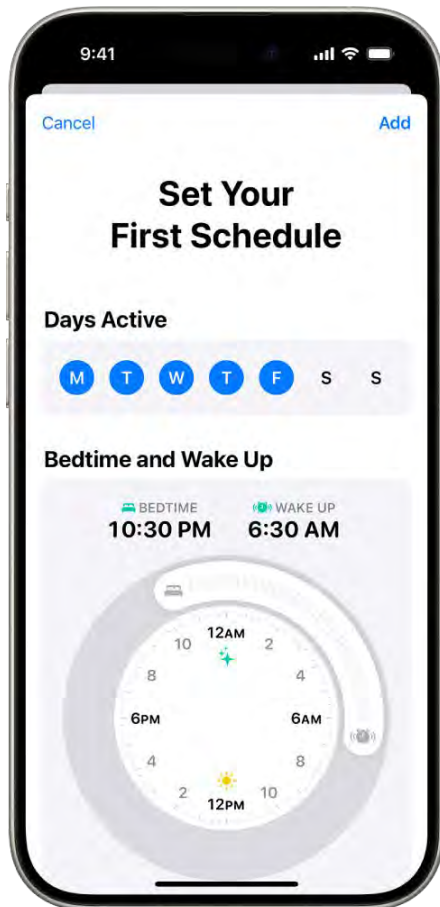 9:41
Cancel Add
Set Your
First Schedule
Days Active
M T W T F S S
Bedtime and Wake Up
BEDTIME WAKE UP
10:30 PM 6:30 AM
12AM
10 2
8 4
6PM 6AM
4 8
2 10
12PM